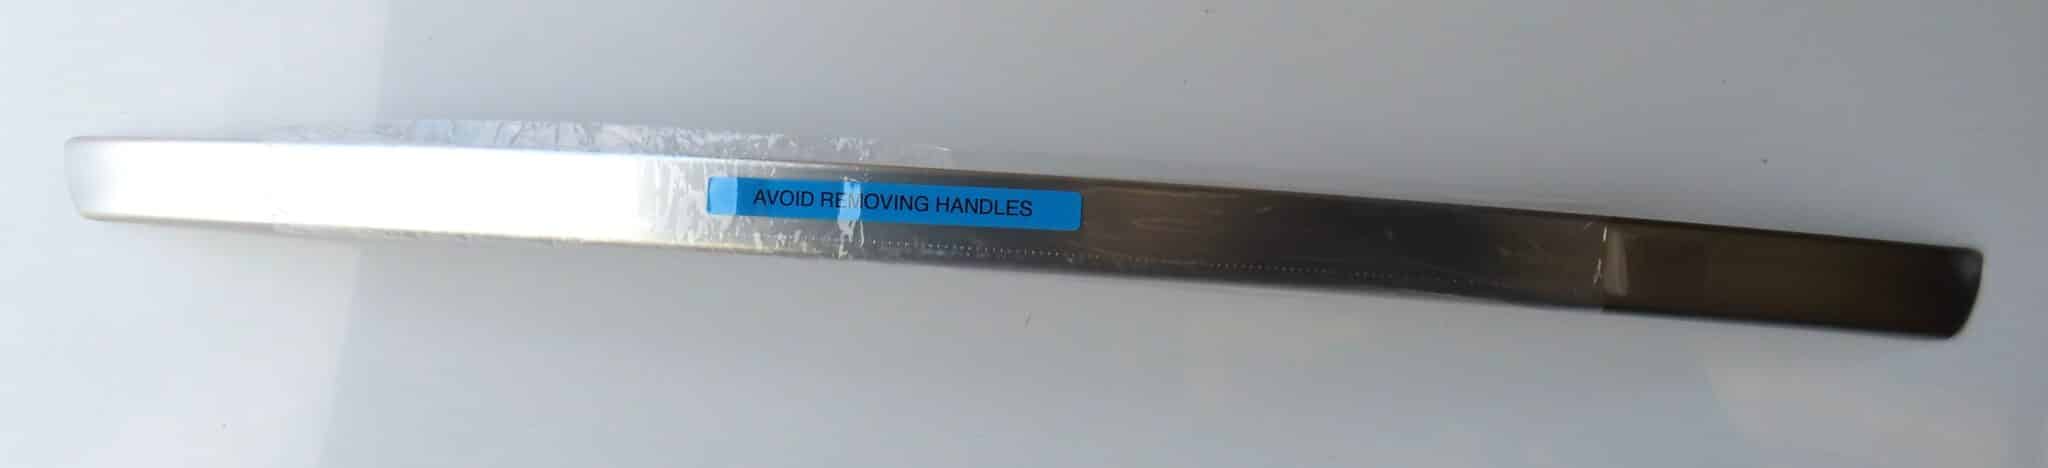 AVOID REMOVING HANDLES